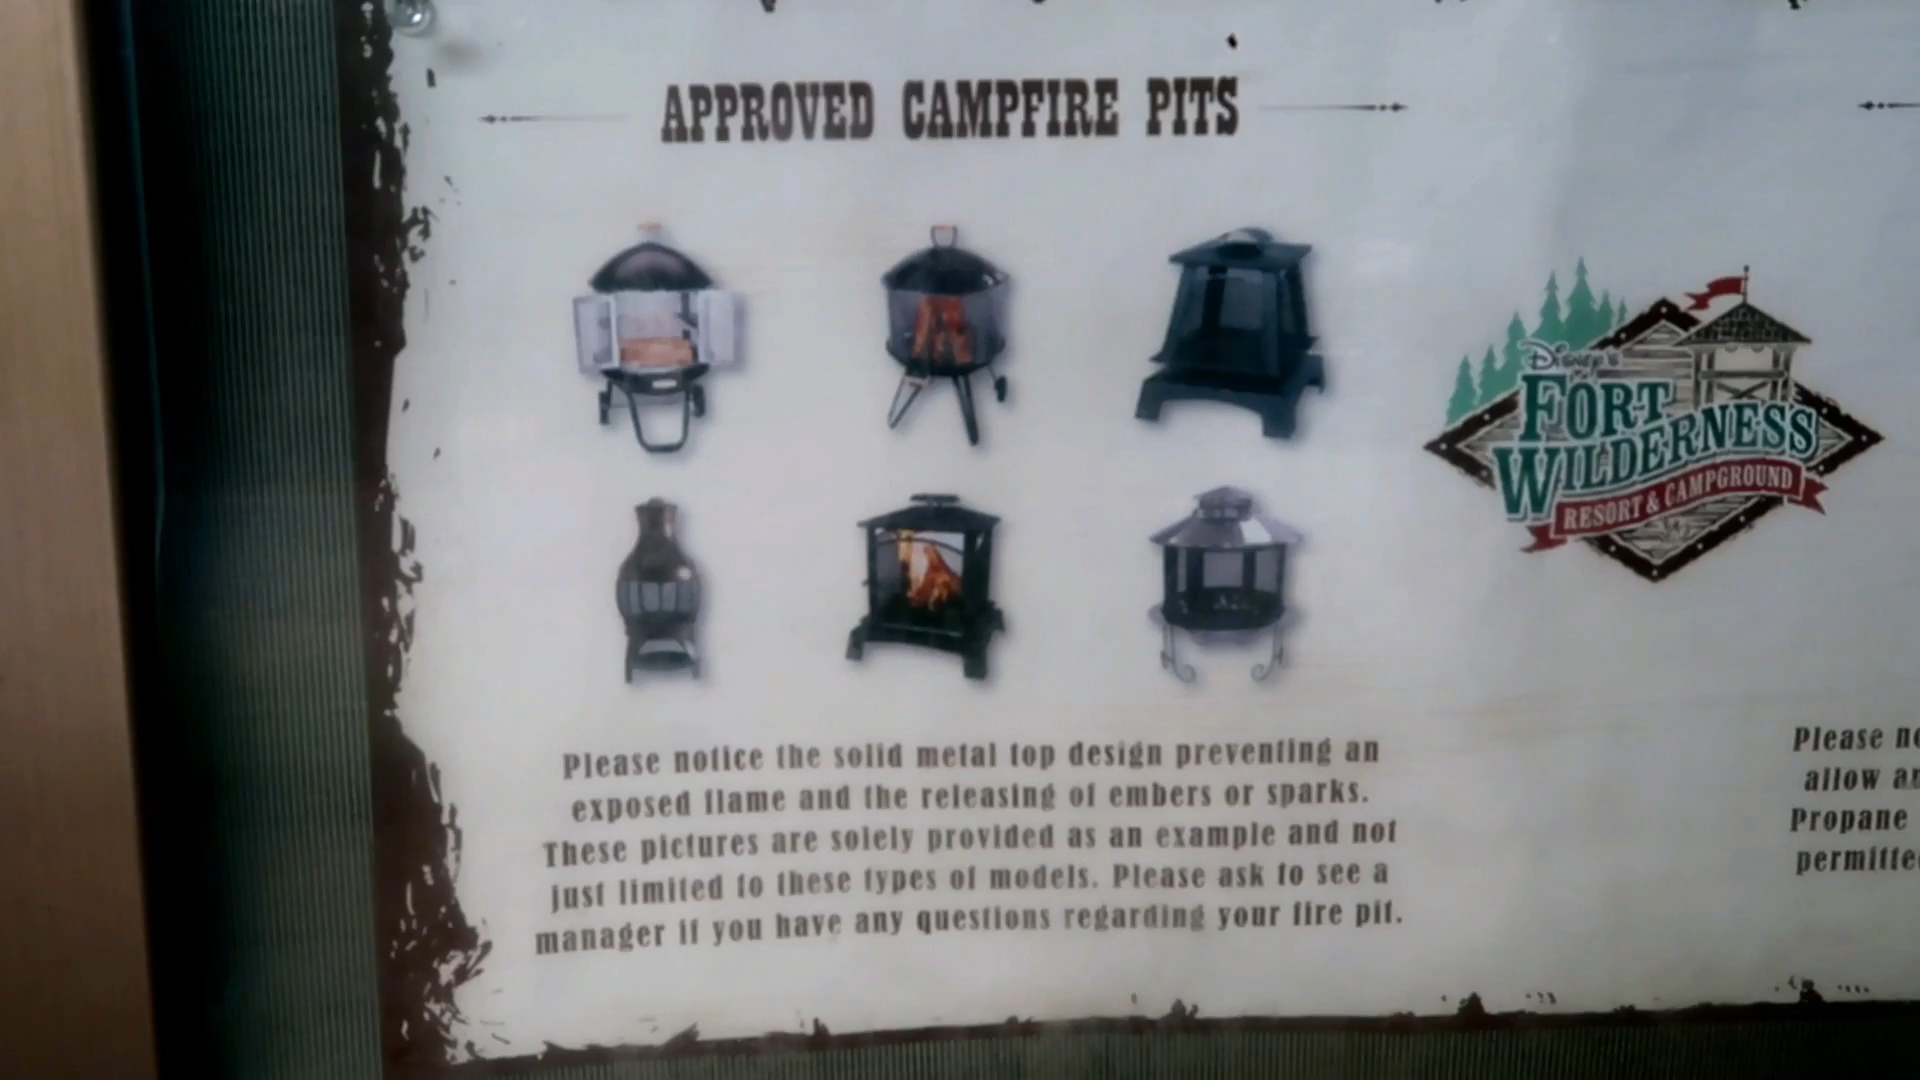 APPROVED CAMPFIRE PITS
Disney's
FORT
WILDERNESS
RESORT & CAMPGROUND
Please notice the solid metal top design preventing an
exposed flame and the releasing of embers or sparks.
These pictures are solely provided as an example and not
just limited to these types of models. Please ask to see a
manager if you have any questions regarding your fire pit.
Please
allow
Propane